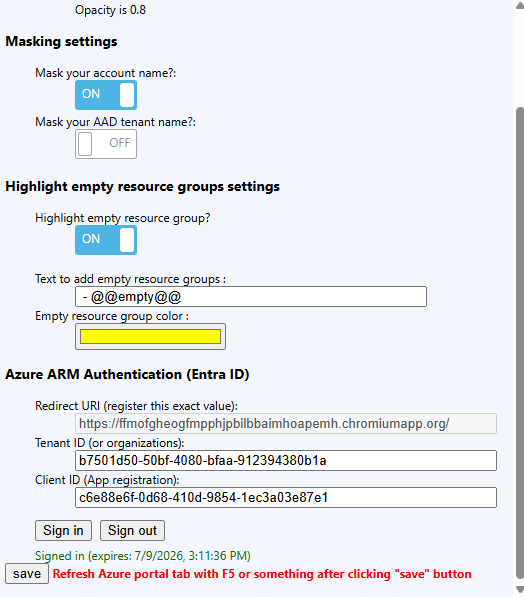 Opacity is 0.8
Masking settings
Mask your account name?:
ON
Mask your AAD tenant name?:
OFF
Highlight empty resource groups settings
Highlight empty resource group?
ON
Text to add empty resource groups :
- @@empty@@
Empty resource group color :
Azure ARM Authentication (Entra ID)
Redirect URI (register this exact value):
https://ffmofgheogfmpphjpbilbbaimhoapemh.chromiumapp.org/
Tenant ID (or organizations):
b7501d50-50bf-4080-bfaa-912394380b1a
Client ID (App registration):
c6e88e6f-0d68-410d-9854-1ec3a03e87e1
Sign in Sign out
Signed in (expires: 7/9/2026, 3:11:36 PM)
save Refresh Azure portal tab with F5 or something after clicking "save" button